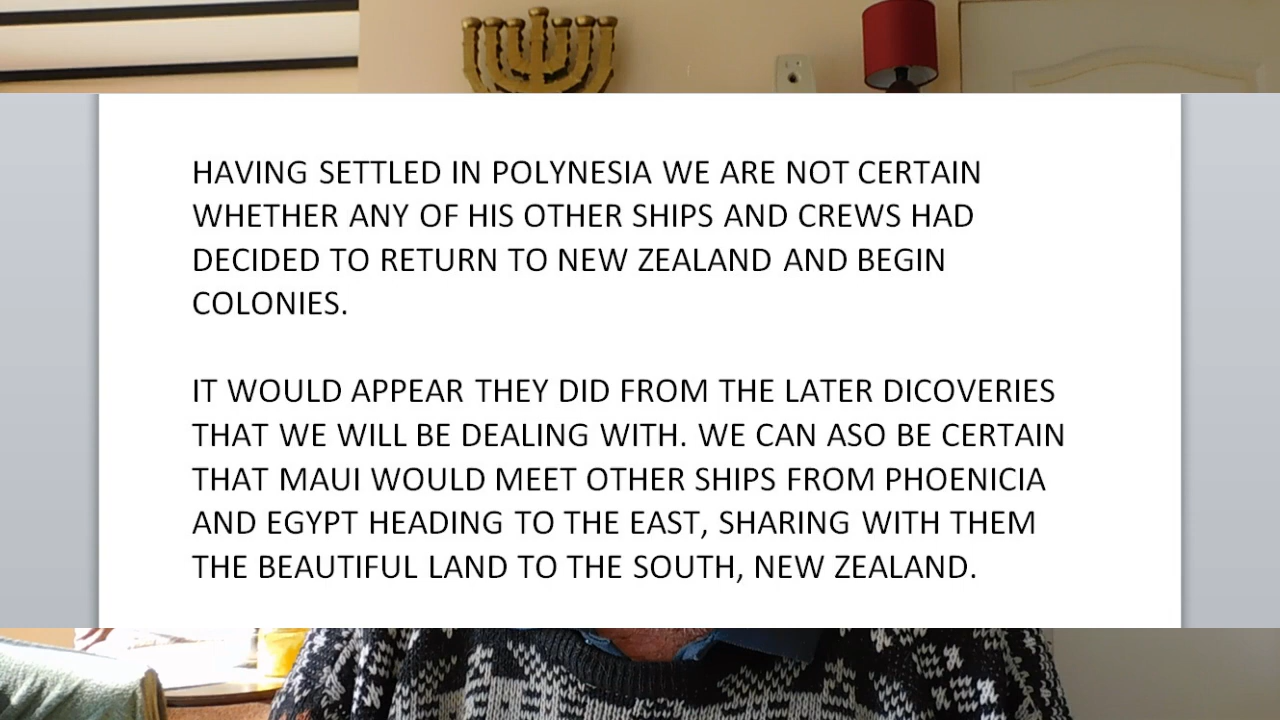 HAVING SETTLED IN POLYNESIA WE ARE NOT CERTAIN
WHETHER ANY OF HIS OTHER SHIPS AND CREWS HAD
DECIDED TO RETURN TO NEW ZEALAND AND BEGIN
COLONIES.
IT WOULD APPEAR THEY DID FROM THE LATER DICOVERIES
THAT WE WILL BE DEALING WITH. WE CAN ASO BE CERTAIN
THAT MAUI WOULD MEET OTHER SHIPS FROM PHOENICIA
AND EGYPT HEADING TO THE EAST, SHARING WITH THEM
THE BEAUTIFUL LAND TO THE SOUTH, NEW ZEALAND.